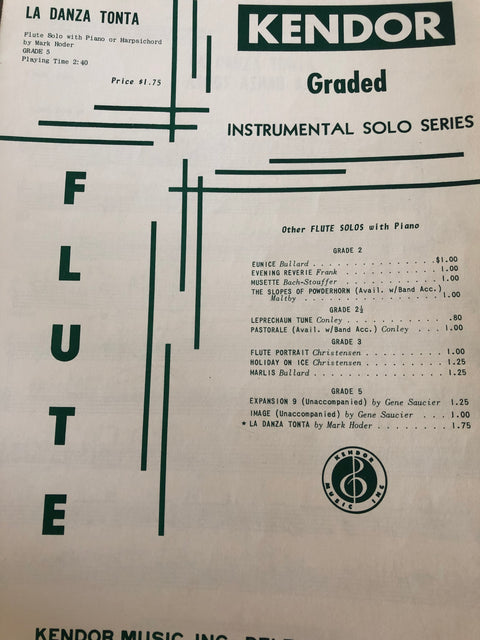 LA DANZA TONTA
Flute Solo with Piano or Harpsichord
by Mark Hoder
GRADE 5
Playing Time 2:40
Price $1.75
KENDOR
Graded
INSTRUMENTAL SOLO SERIES
FLUTE
Other FLUTE SOLOS with Piano
GRADE 2
EUNICE Bullard . . . . . . . . . . . . . . . $1.00
EVENING REVERIE Frank . . . . . . . . . . . . 1.00
MUSETTE Bach-Stouffer . . . . . . . . . . . . 1.00
THE SLOPES OF POWDERHORN (Avail. w/Band Acc.)
Maltby . . . . . . . . . . . . . . . . . 1.00
GRADE 2½
LEPRECHAUN TUNE Conley . . . . . . . . . . . . .80
PASTORALE (Avail. w/Band Acc.) Conley . . . 1.00
GRADE 3
FLUTE PORTRAIT Christensen . . . . . . . . . 1.00
HOLIDAY ON ICE Christensen . . . . . . . . . 1.25
MARLIS Bullard . . . . . . . . . . . . . . . 1.25
GRADE 5
EXPANSION 9 (Unaccompanied) by Gene Saucier 1.25
IMAGE (Unaccompanied) by Gene Saucier . . . 1.00
* LA DANZA TONTA by Mark Hoder . . . . . . . . 1.75
KENDOR MUSIC INC
KENDOR MUSIC, INC.